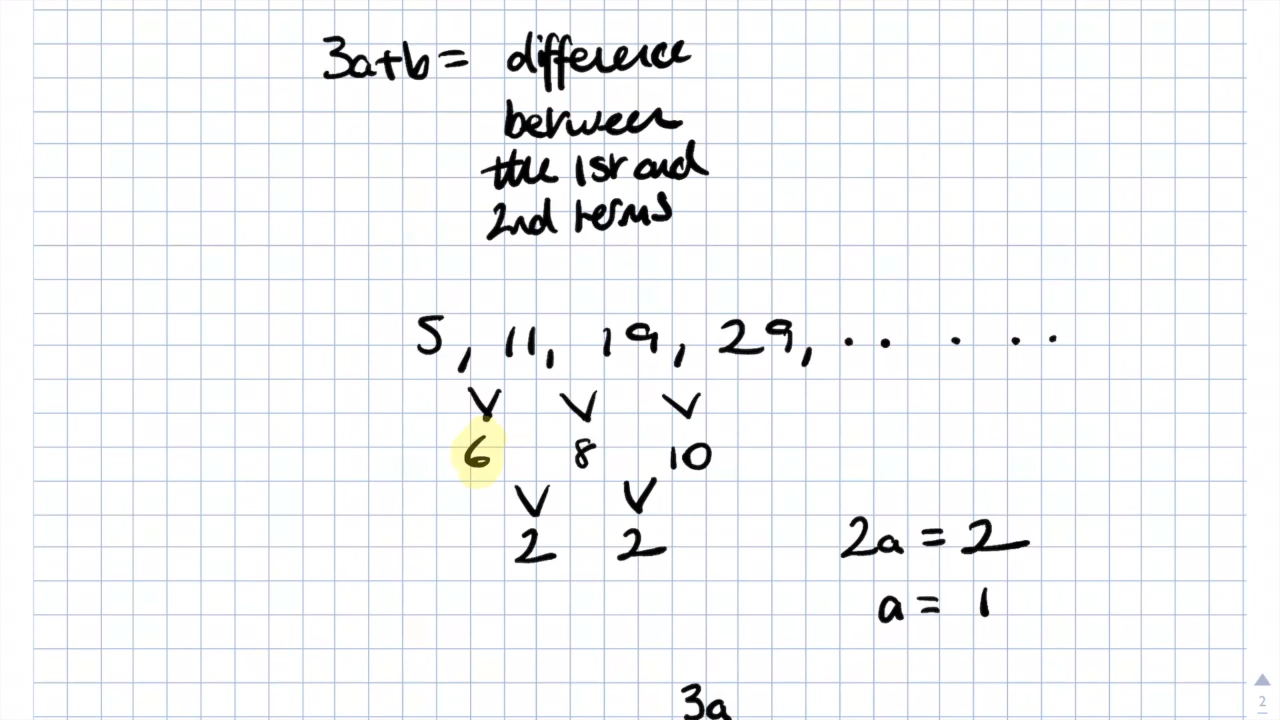 3a+b = difference
between
the 1st and
2nd terms
5, 11, 19, 29, . . . . .
6 8 10
2 2
2a = 2
a = 1
3a
2